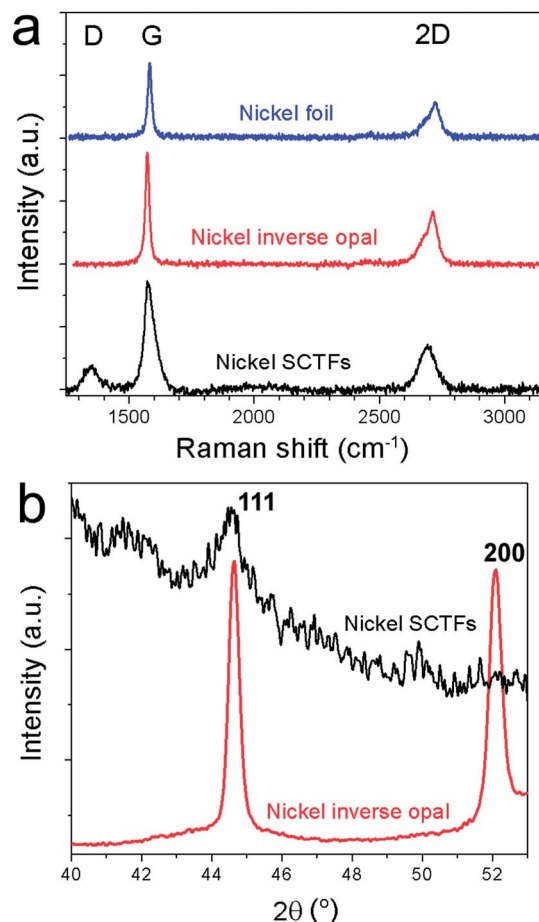 a
D G 2D
Nickel foil
Nickel inverse opal
Nickel SCTFs
Intensity (a.u.)
1500 2000 2500 3000
Raman shift (cm⁻¹)
b
111
200
Nickel SCTFs
Nickel inverse opal
Intensity (a.u.)
40 42 44 46 48 50 52
2θ (°)